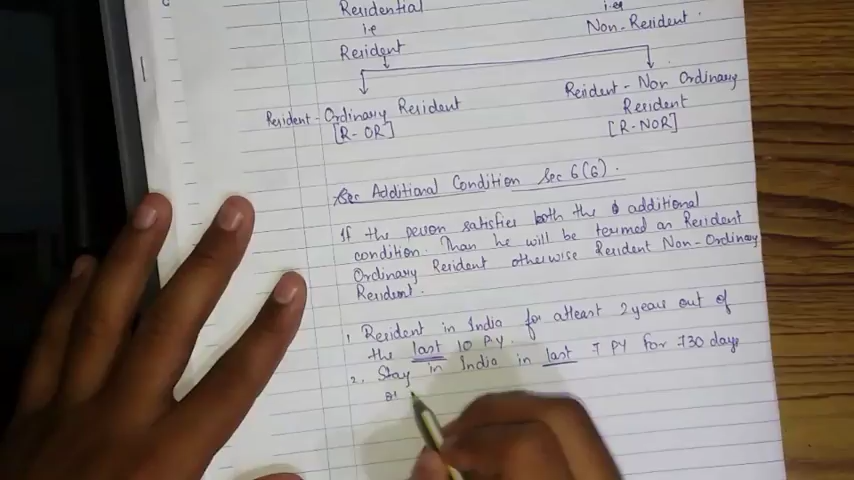 Residential
i.e
Resident
i.e
Non-Resident.
Resident-Ordinary Resident
[R-OR]
Reident-Non Ordinary
Resident
[R-NOR]
Additional Condition Sec 6(6).
If the person satisfies both the additional
condition. Than he will be termed as Resident
Ordinary Resident otherwise Resident Non-Ordinary
Resident.
1. Resident in India for atleast 2 years out of
the last 10 P.y.
2. Stay in India in last 7 PY for 730 days